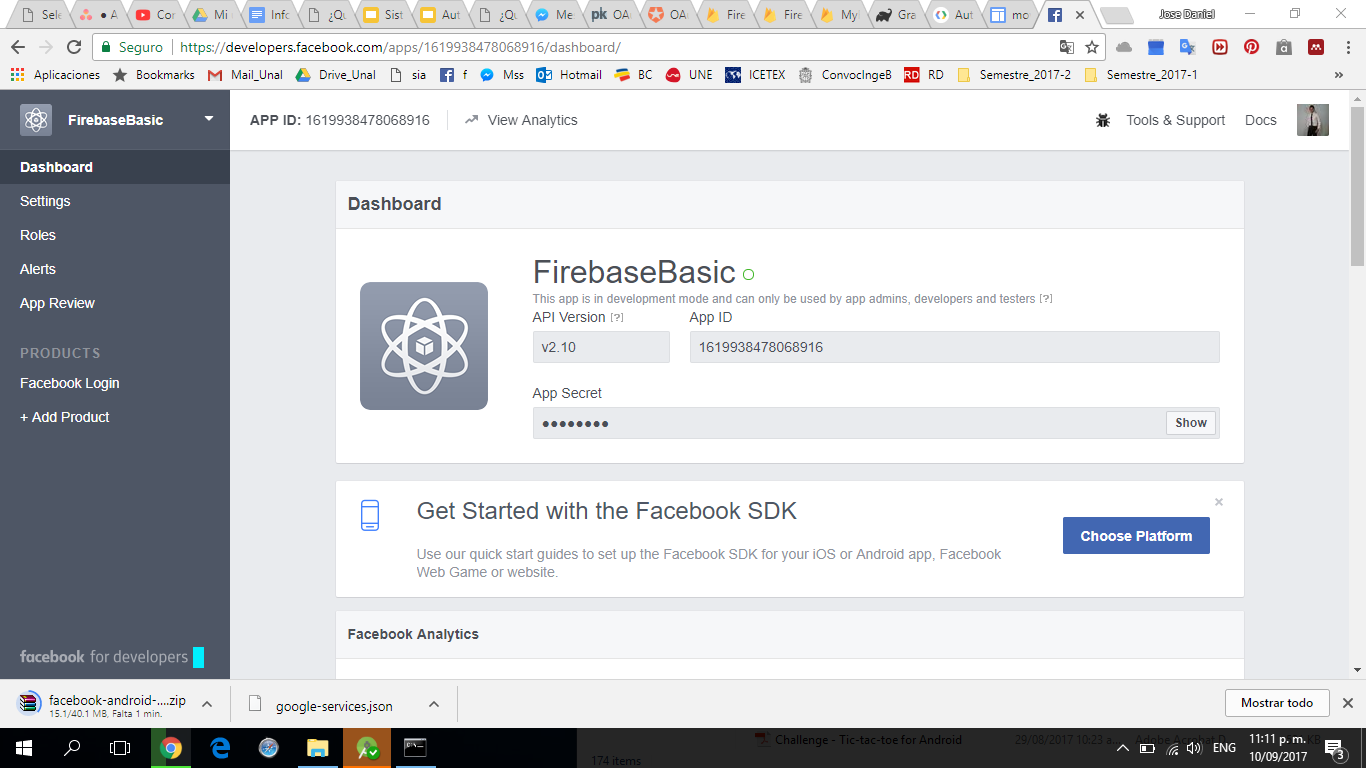 Sele
● A
Cor
Mi
Info
¿Qu
Sist
Aut
¿Qu
Me
pk OA
OA
Fire
Fire
My
Gra
Aut
mo
Jose Daniel
Seguro
https://developers.facebook.com/apps/1619938478068916/dashboard/
Aplicaciones
Bookmarks
Mail_Unal
Drive_Unal
sia
f
Mss
Hotmail
BC
UNE
ICETEX
ConvocIngeB
RD RD
Semestre_2017-2
Semestre_2017-1
»
FirebaseBasic
APP ID: 1619938478068916
View Analytics
Tools & Support
Docs
Dashboard
Settings
Roles
Alerts
App Review
PRODUCTS
Facebook Login
+ Add Product
facebook for developers
Dashboard
FirebaseBasic
This app is in development mode and can only be used by app admins, developers and testers [?]
API Version [?]
App ID
v2.10
1619938478068916
App Secret
●●●●●●●●
Show
Get Started with the Facebook SDK
Use our quick start guides to set up the Facebook SDK for your iOS or Android app, Facebook
Web Game or website.
Choose Platform
Facebook Analytics
facebook-android-....zip
15.1/40.1 MB, Falta 1 min.
google-services.json
Mostrar todo
Challenge - Tic-tac-toe for Android
29/08/2017 10:23 a...
Adobe Acrobat D...
KB
174 items
ENG
11:11 p. m.
10/09/2017
3